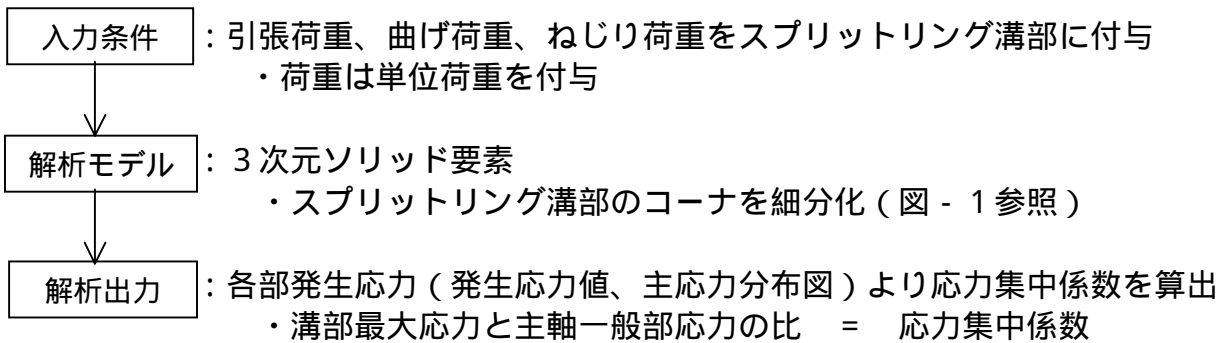 入力条件 :引張荷重、曲げ荷重、ねじり荷重をスプリットリング溝部に付与
・荷重は単位荷重を付与
解析モデル :3次元ソリッド要素
・スプリットリング溝部のコーナを細分化(図-1参照)
解析出力 :各部発生応力(発生応力値、主応力分布図)より応力集中係数を算出
・溝部最大応力と主軸一般部応力の比 = 応力集中係数